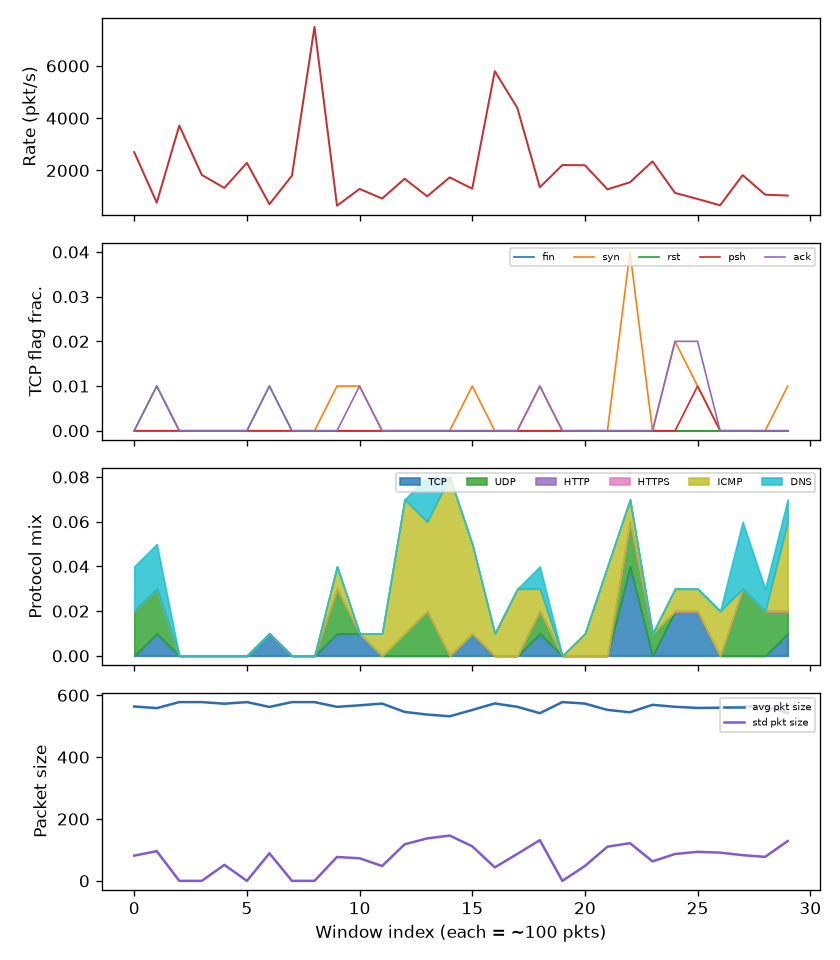 6000
4000
2000
Rate (pkt/s)
fin syn rst psh ack
0.04
0.03
0.02
0.01
0.00
TCP flag frac.
TCP UDP HTTP HTTPS ICMP DNS
0.08
0.06
0.04
0.02
0.00
Protocol mix
avg pkt size
std pkt size
600
400
200
0
Packet size
0 5 10 15 20 25 30
Window index (each = ~100 pkts)